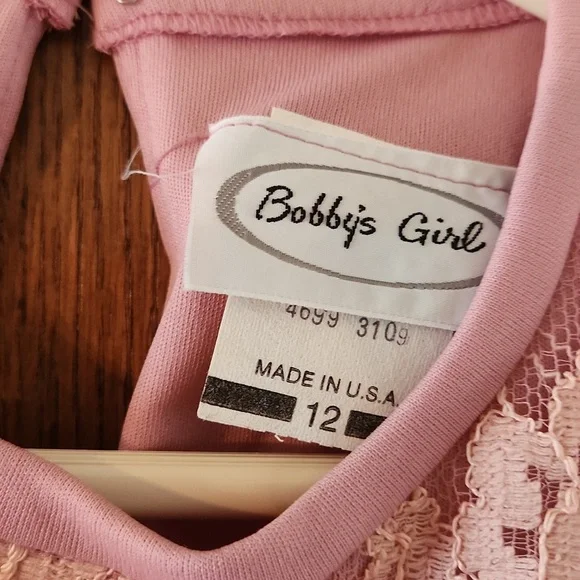 Bobby's Girl
4699 3109
MADE IN U.S.A.
12